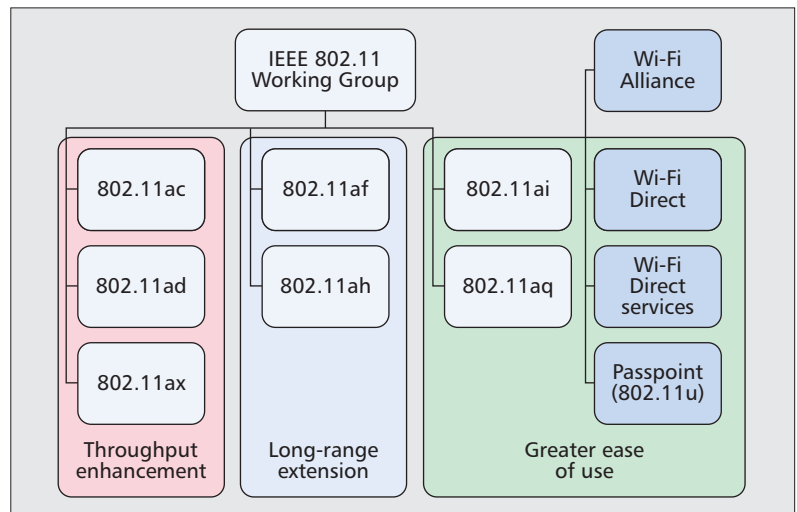 IEEE 802.11
Working Group
Wi-Fi
Alliance
802.11ac
802.11af
802.11ai
Wi-Fi
Direct
802.11ad
802.11ah
802.11aq
Wi-Fi
Direct
services
802.11ax
Passpoint
(802.11u)
Throughput
enhancement
Long-range
extension
Greater ease
of use